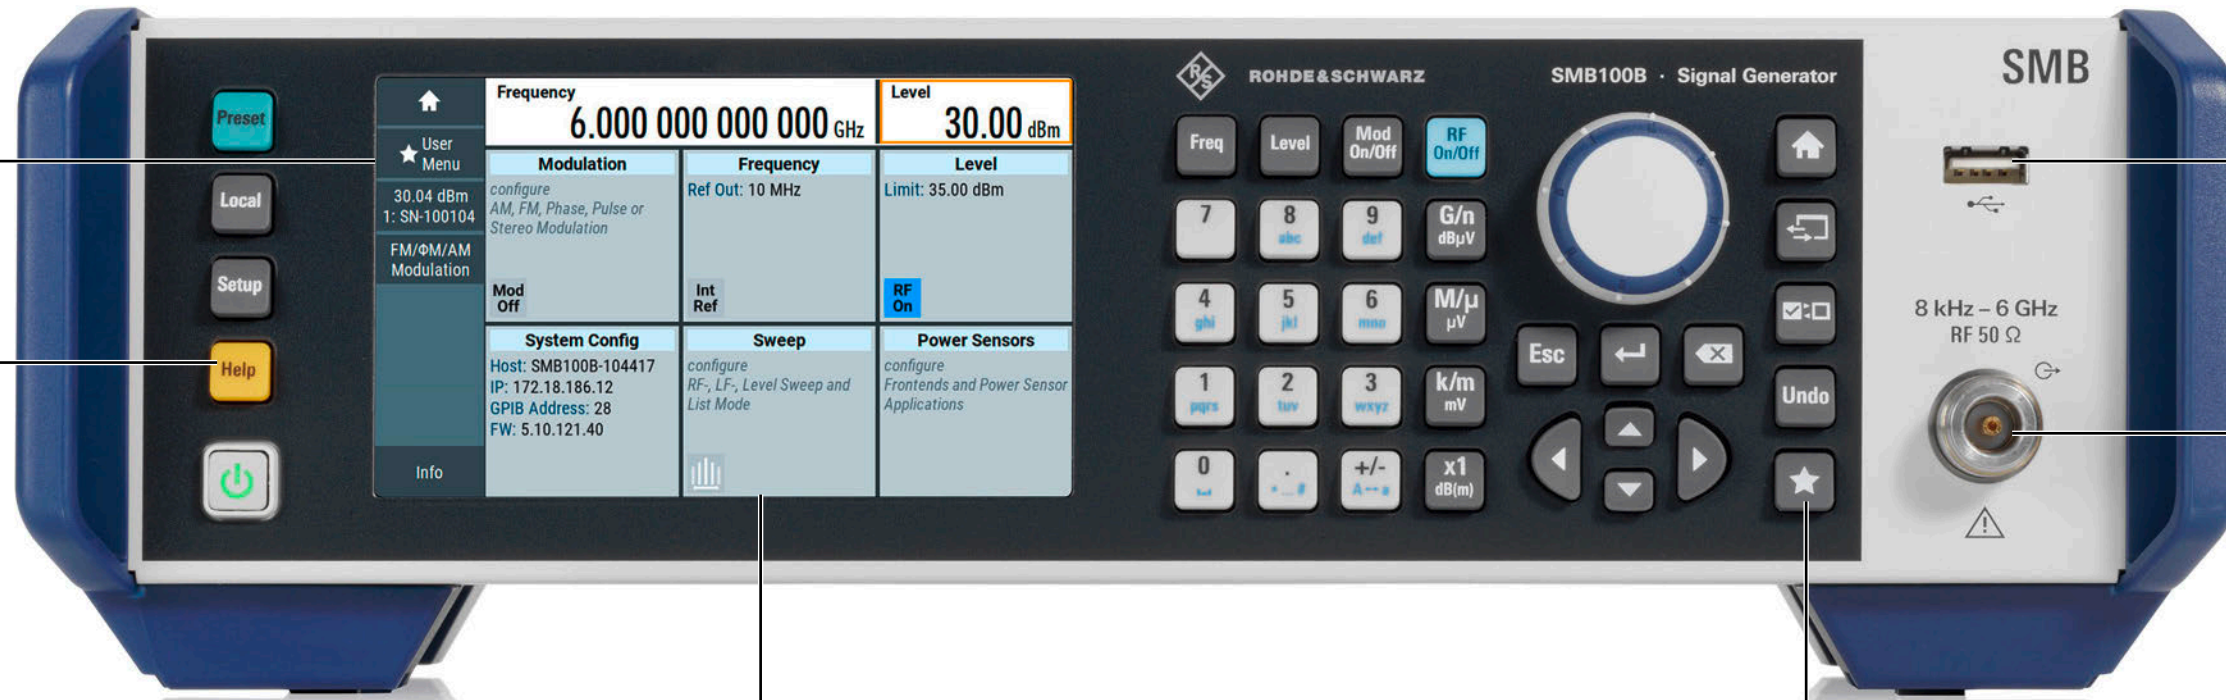 Preset
Local
Setup
Help
User
Menu
30.04 dBm
1: SN-100104
FM/ΦM/AM
Modulation
Info
Frequency
6.000 000 000 000 GHz
Level
30.00 dBm
Modulation
configure
AM, FM, Phase, Pulse or
Stereo Modulation
Mod
Off
Frequency
Ref Out: 10 MHz
Int
Ref
Level
Limit: 35.00 dBm
RF
On
System Config
Host: SMB100B-104417
IP: 172.18.186.12
GPIB Address: 28
FW: 5.10.121.40
Sweep
configure
RF-, LF-, Level Sweep and
List Mode
Power Sensors
configure
Frontends and Power Sensor
Applications
R&S
ROHDE&SCHWARZ
SMB100B · Signal Generator
Freq
Level
Mod
On/Off
RF
On/Off
7
8
abc
9
def
G/n
dBµV
4
ghi
5
jkl
6
mno
M/µ
µV
1
pqrs
2
tuv
3
wxyz
k/m
mV
0
.
*...#
+/-
A↔a
x1
dB(m)
Esc
Undo
SMB
8 kHz – 6 GHz
RF 50 Ω